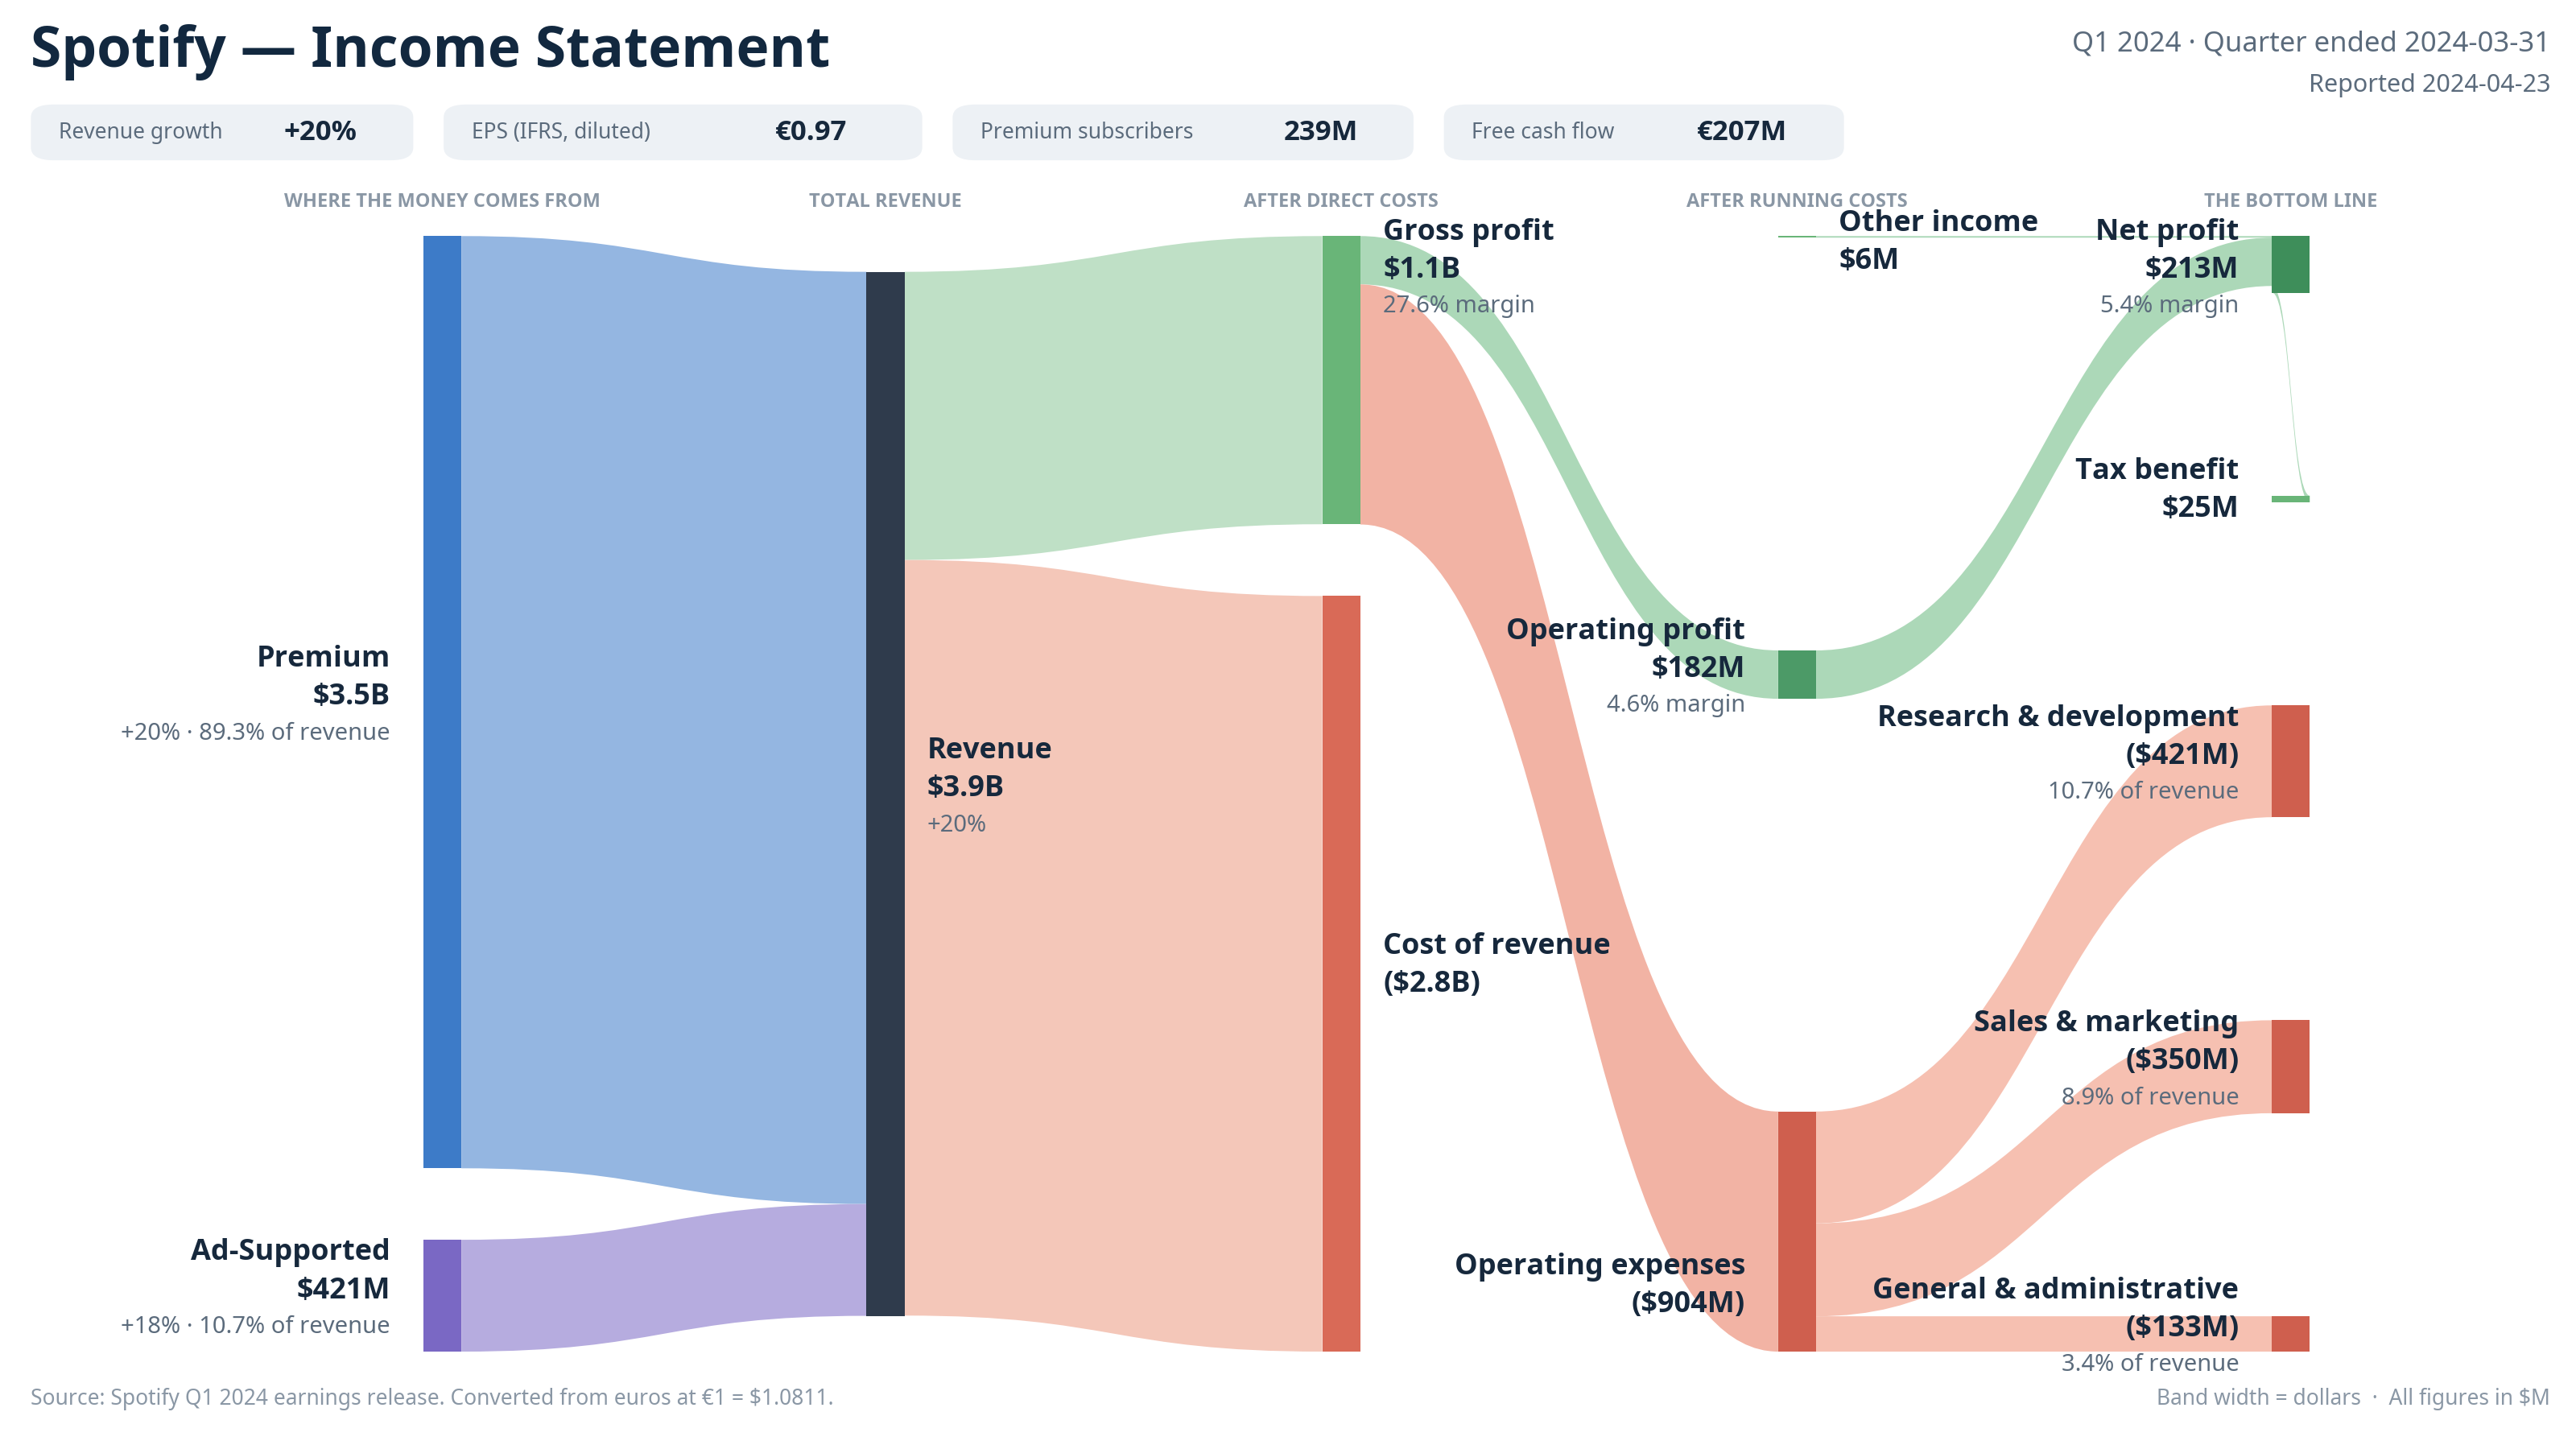 Spotify — Income Statement
Q1 2024 · Quarter ended 2024-03-31
Reported 2024-04-23
Revenue growth +20%
EPS (IFRS, diluted) €0.97
Premium subscribers 239M
Free cash flow €207M
WHERE THE MONEY COMES FROM
TOTAL REVENUE
AFTER DIRECT COSTS
AFTER RUNNING COSTS
THE BOTTOM LINE
Premium
$3.5B
+20% · 89.3% of revenue
Ad-Supported
$421M
+18% · 10.7% of revenue
Revenue
$3.9B
+20%
Gross profit
$1.1B
27.6% margin
Cost of revenue
($2.8B)
Other income
$6M
Operating profit
$182M
4.6% margin
Operating expenses
($904M)
Net profit
$213M
5.4% margin
Tax benefit
$25M
Research & development
($421M)
10.7% of revenue
Sales & marketing
($350M)
8.9% of revenue
General & administrative
($133M)
3.4% of revenue
Source: Spotify Q1 2024 earnings release. Converted from euros at €1 = $1.0811.
Band width = dollars · All figures in $M